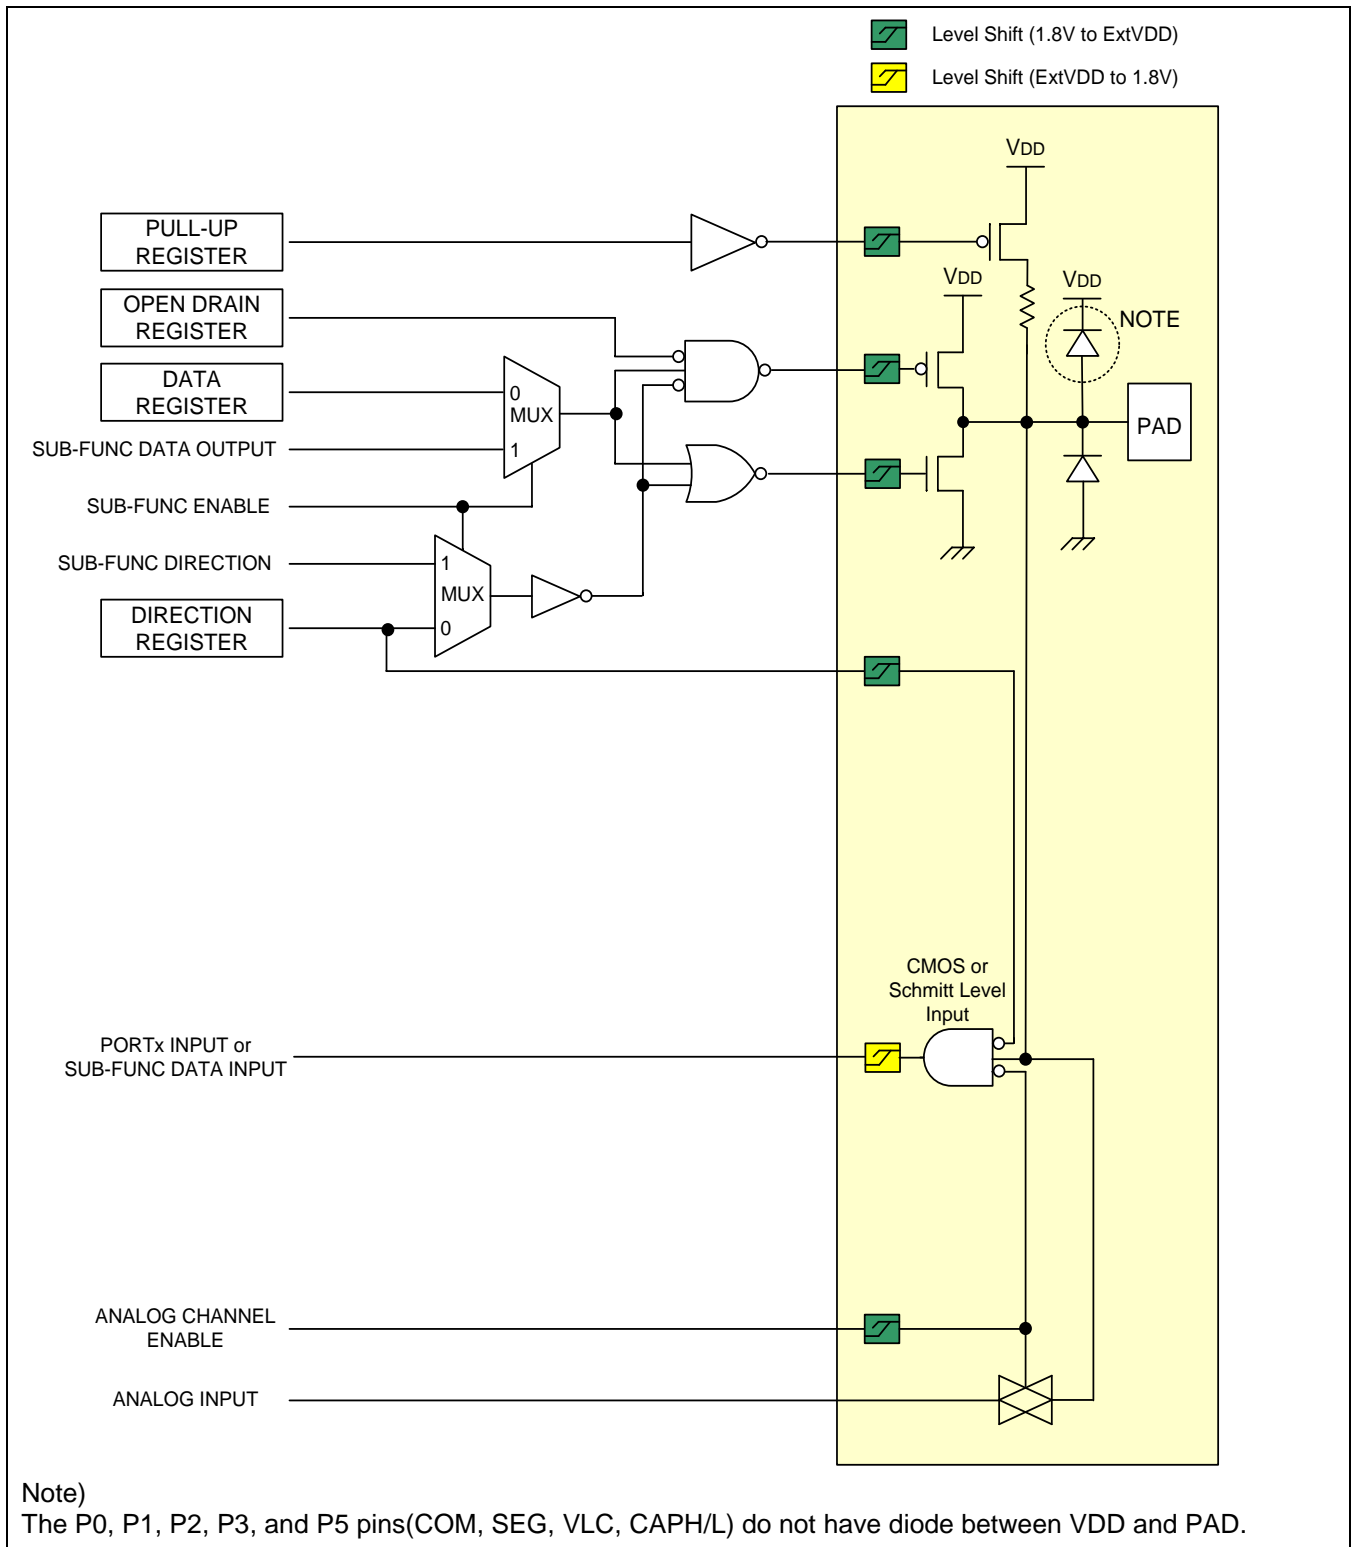 Level Shift (1.8V to ExtVDD)
Level Shift (ExtVDD to 1.8V)
VDD
PULL-UP
REGISTER
VDD
VDD
OPEN DRAIN
REGISTER
NOTE
DATA
REGISTER
0
MUX
1
PAD
SUB-FUNC DATA OUTPUT
SUB-FUNC ENABLE
SUB-FUNC DIRECTION
1
MUX
0
DIRECTION
REGISTER
CMOS or
Schmitt Level
Input
PORTx INPUT or
SUB-FUNC DATA INPUT
ANALOG CHANNEL
ENABLE
ANALOG INPUT
Note)
The P0, P1, P2, P3, and P5 pins(COM, SEG, VLC, CAPH/L) do not have diode between VDD and PAD.